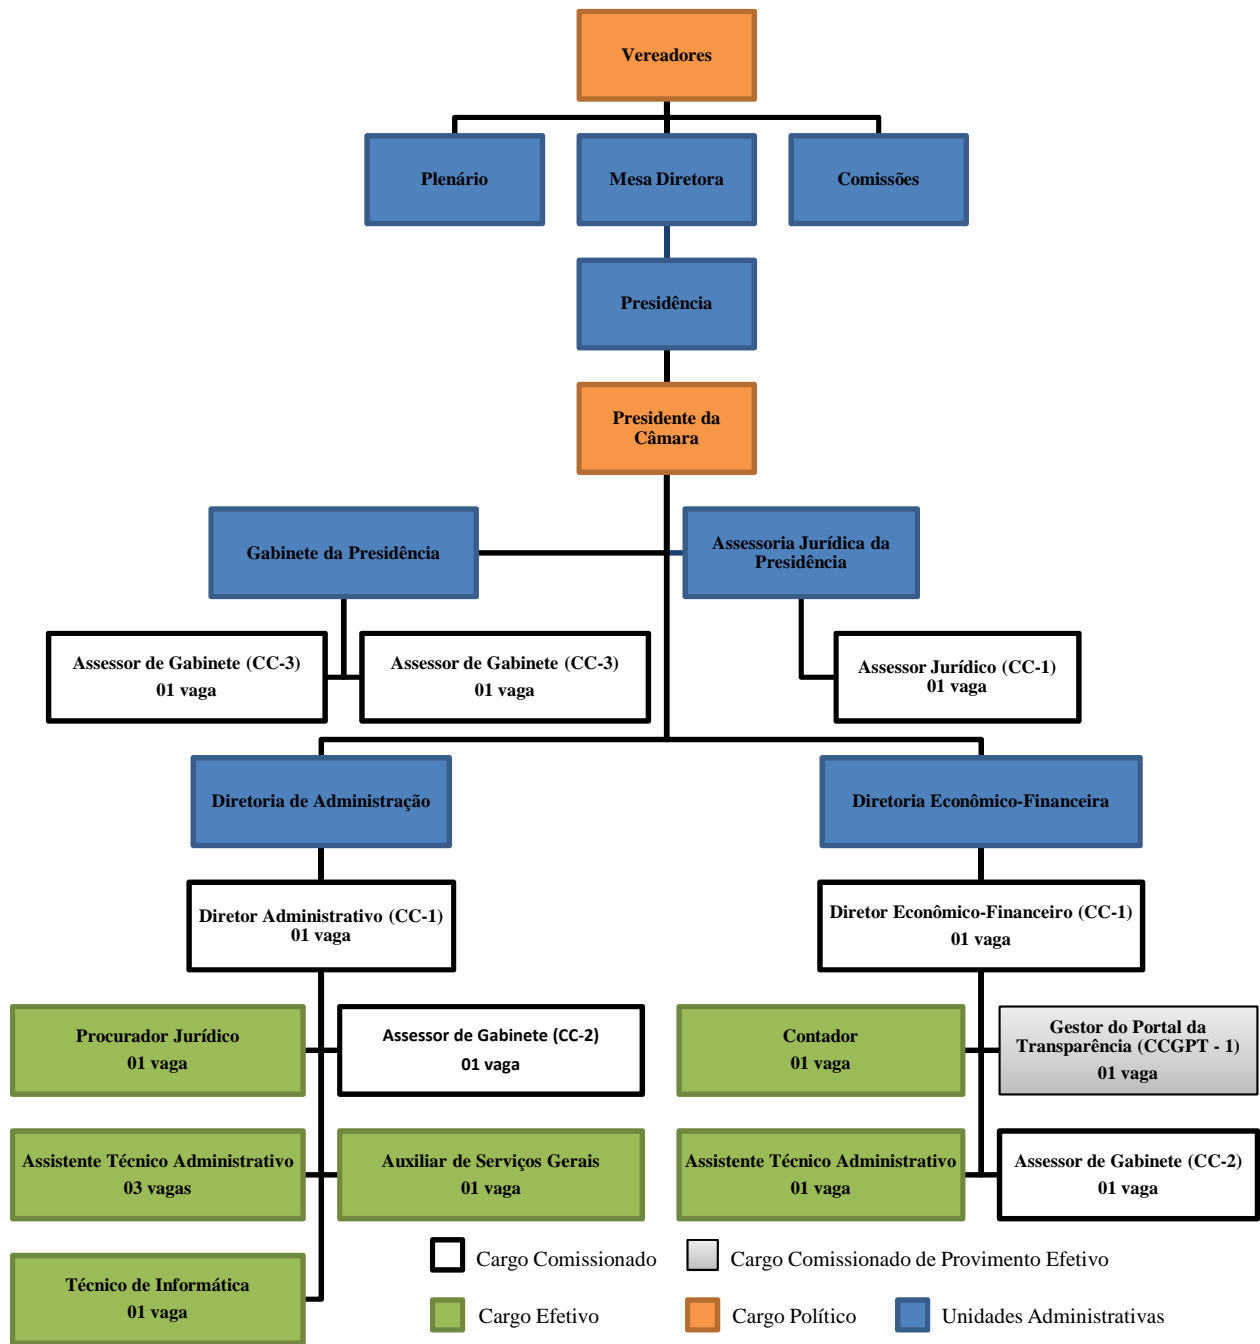 Vereadores
Plenário
Mesa Diretora
Comissões
Presidência
Presidente da
Câmara
Gabinete da Presidência
Assessoria Jurídica da
Presidência
Assessor de Gabinete (CC-3)
01 vaga
Assessor de Gabinete (CC-3)
01 vaga
Assessor Jurídico (CC-1)
01 vaga
Diretoria de Administração
Diretoria Econômico-Financeira
Diretor Administrativo (CC-1)
01 vaga
Diretor Econômico-Financeiro (CC-1)
01 vaga
Procurador Jurídico
01 vaga
Assessor de Gabinete (CC-2)
01 vaga
Contador
01 vaga
Gestor do Portal da
Transparência (CCGPT - 1)
01 vaga
Assistente Técnico Administrativo
03 vagas
Auxiliar de Serviços Gerais
01 vaga
Assistente Técnico Administrativo
01 vaga
Assessor de Gabinete (CC-2)
01 vaga
Técnico de Informática
01 vaga
Cargo Comissionado
Cargo Comissionado de Provimento Efetivo
Cargo Efetivo
Cargo Político
Unidades Administrativas